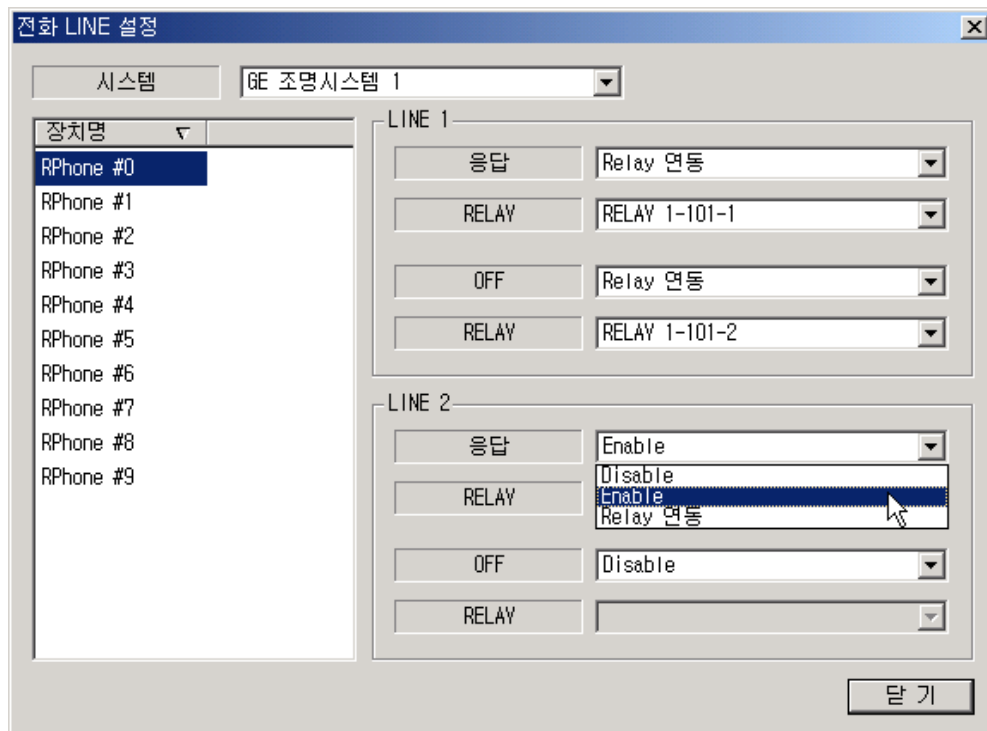 전화 LINE 설정
시스템
GE 조명시스템 1
장치명
RPhone #0
RPhone #1
RPhone #2
RPhone #3
RPhone #4
RPhone #5
RPhone #6
RPhone #7
RPhone #8
RPhone #9
LINE 1
응답
Relay 연동
RELAY
RELAY 1-101-1
OFF
Relay 연동
RELAY
RELAY 1-101-2
LINE 2
응답
Enable
Disable
Enable
Relay 연동
RELAY
OFF
Disable
RELAY
닫 기